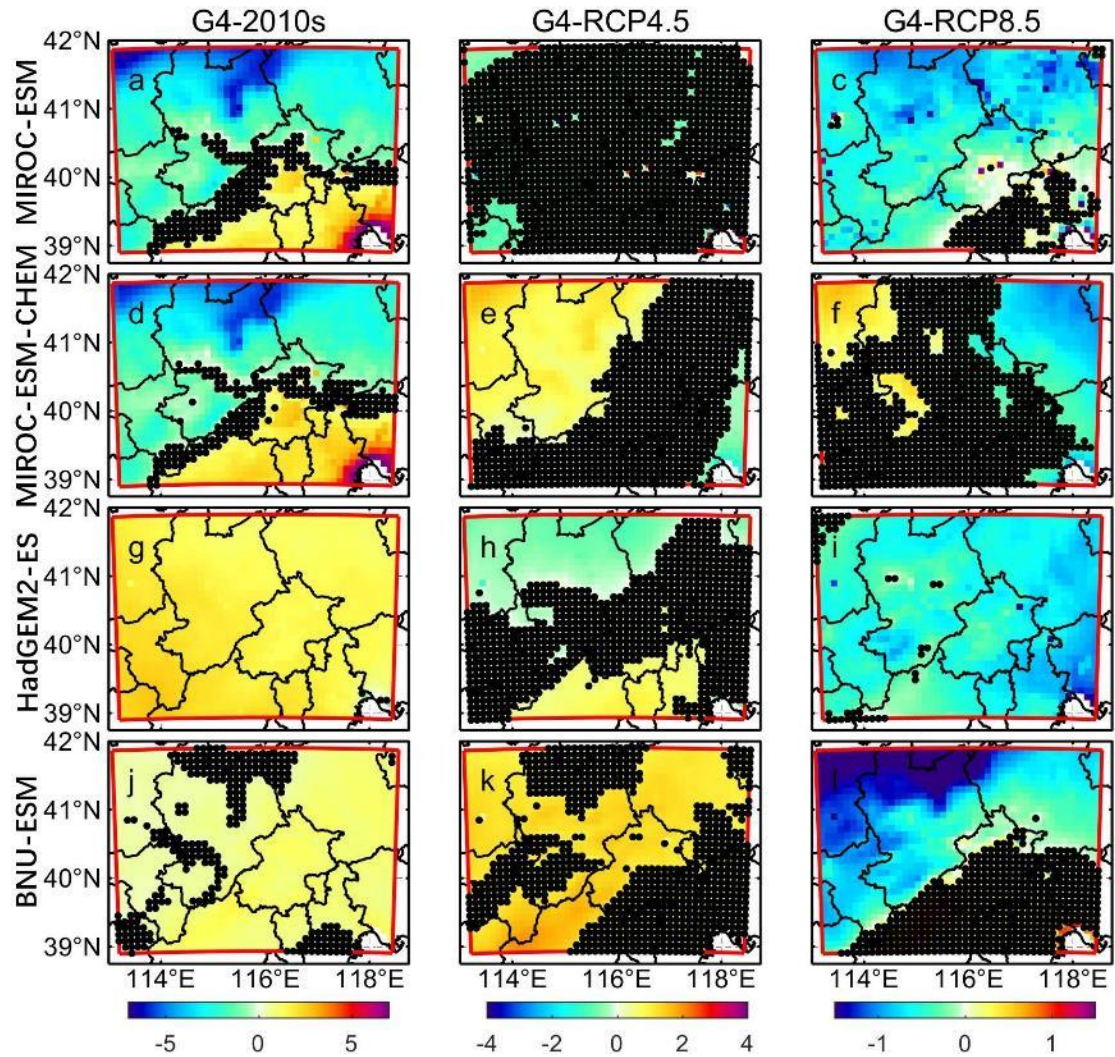 G4-2010s G4-RCP4.5 G4-RCP8.5
MIROC-ESM
42°N
41°N
40°N
39°N
a
c
MIROC-ESM-CHEM
42°N
41°N
40°N
39°N
d
e
f
HadGEM2-ES
42°N
41°N
40°N
39°N
g
h
i
BNU-ESM
42°N
41°N
40°N
39°N
j
k
l
114°E 116°E 118°E 114°E 116°E 118°E 114°E 116°E 118°E
-5 0 5 -4 -2 0 2 4 -1 0 1